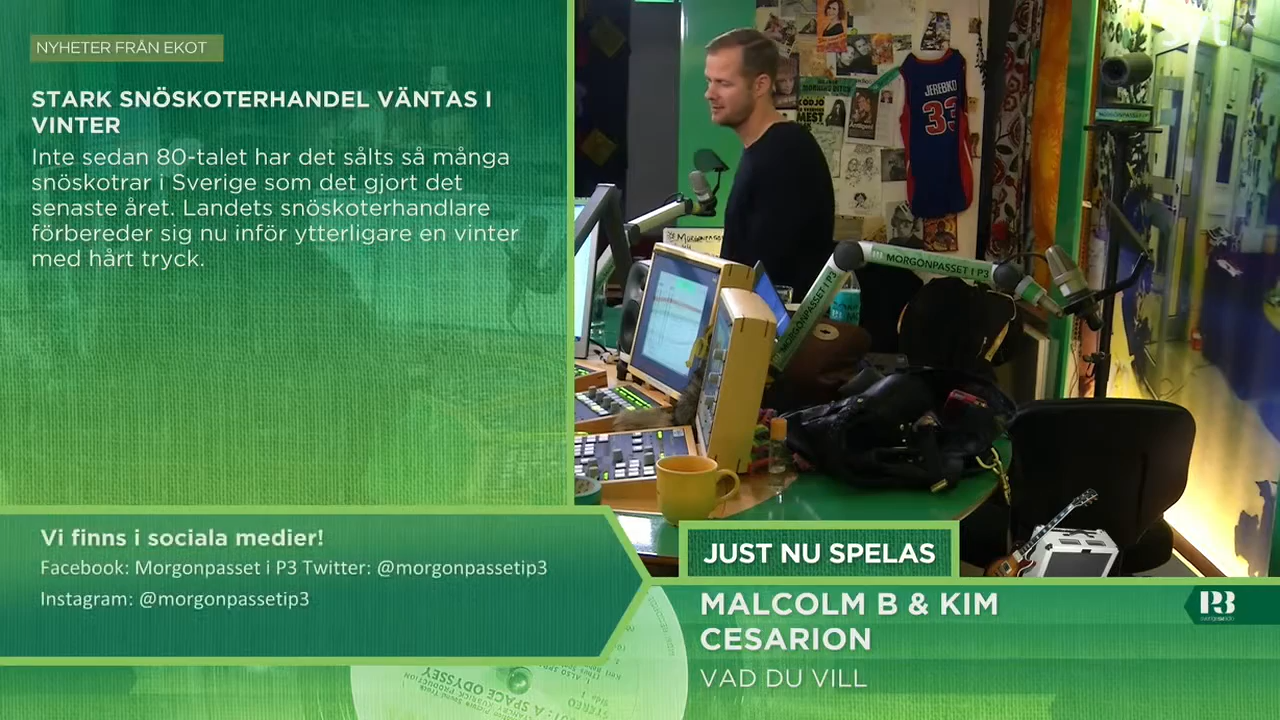 NYHETER FRÅN EKOT
STARK SNÖSKOTERHANDEL VÄNTAS I
VINTER
Inte sedan 80-talet har det sålts så många
snöskotrar i Sverige som det gjort det
senaste året. Landets snöskoterhandlare
förbereder sig nu inför ytterligare en vinter
med hårt tryck.
svt
JEREBKO
33
MORGONPASSET I P3
MORGONPASSET I P3
Vi finns i sociala medier!
Facebook: Morgonpasset i P3 Twitter: @morgonpassetip3
Instagram: @morgonpassetip3
JUST NU SPELAS
MALCOLM B & KIM
CESARION
VAD DU VILL
P3
A SPACE ODYSSEY
STEREO